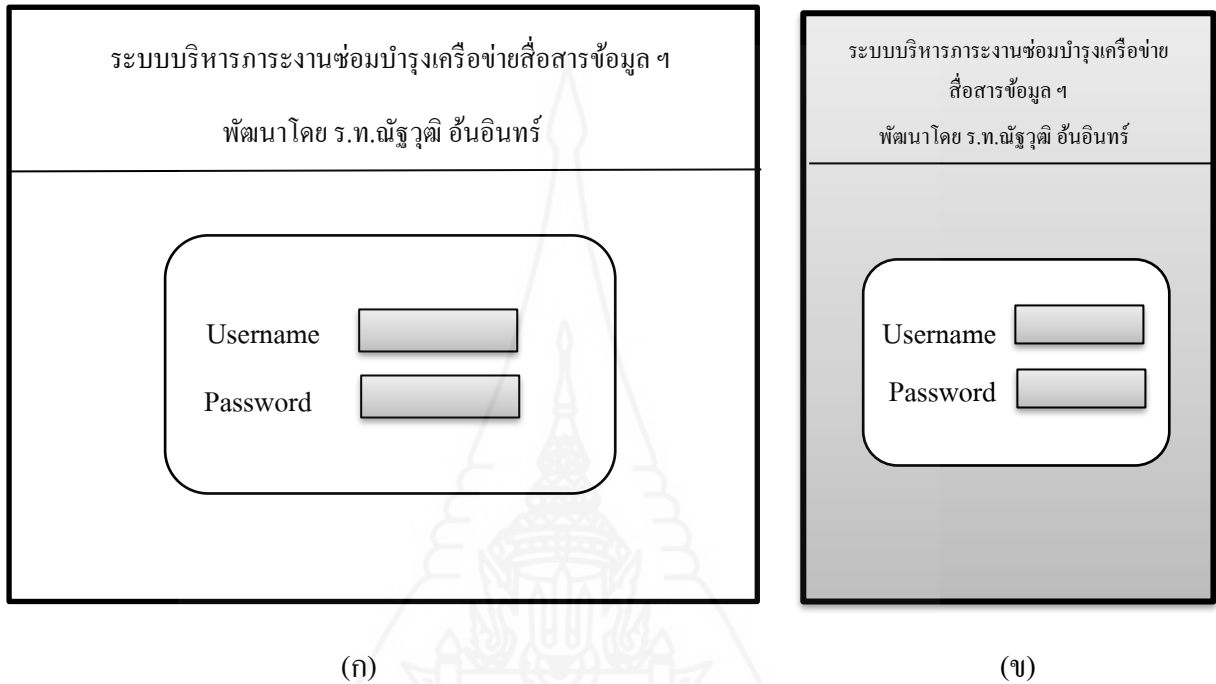 ระบบบริหารภาระงานซ่อมบำรุงเครือข่ายสื่อสารข้อมูล ฯ
พัฒนาโดย ร.ท.ณัฐวุฒิ อ้นอินทร์
Username
Password
(ก)
ระบบบริหารภาระงานซ่อมบำรุงเครือข่าย
สื่อสารข้อมูล ฯ
พัฒนาโดย ร.ท.ณัฐวุฒิ อ้นอินทร์
Username
Password
(ข)